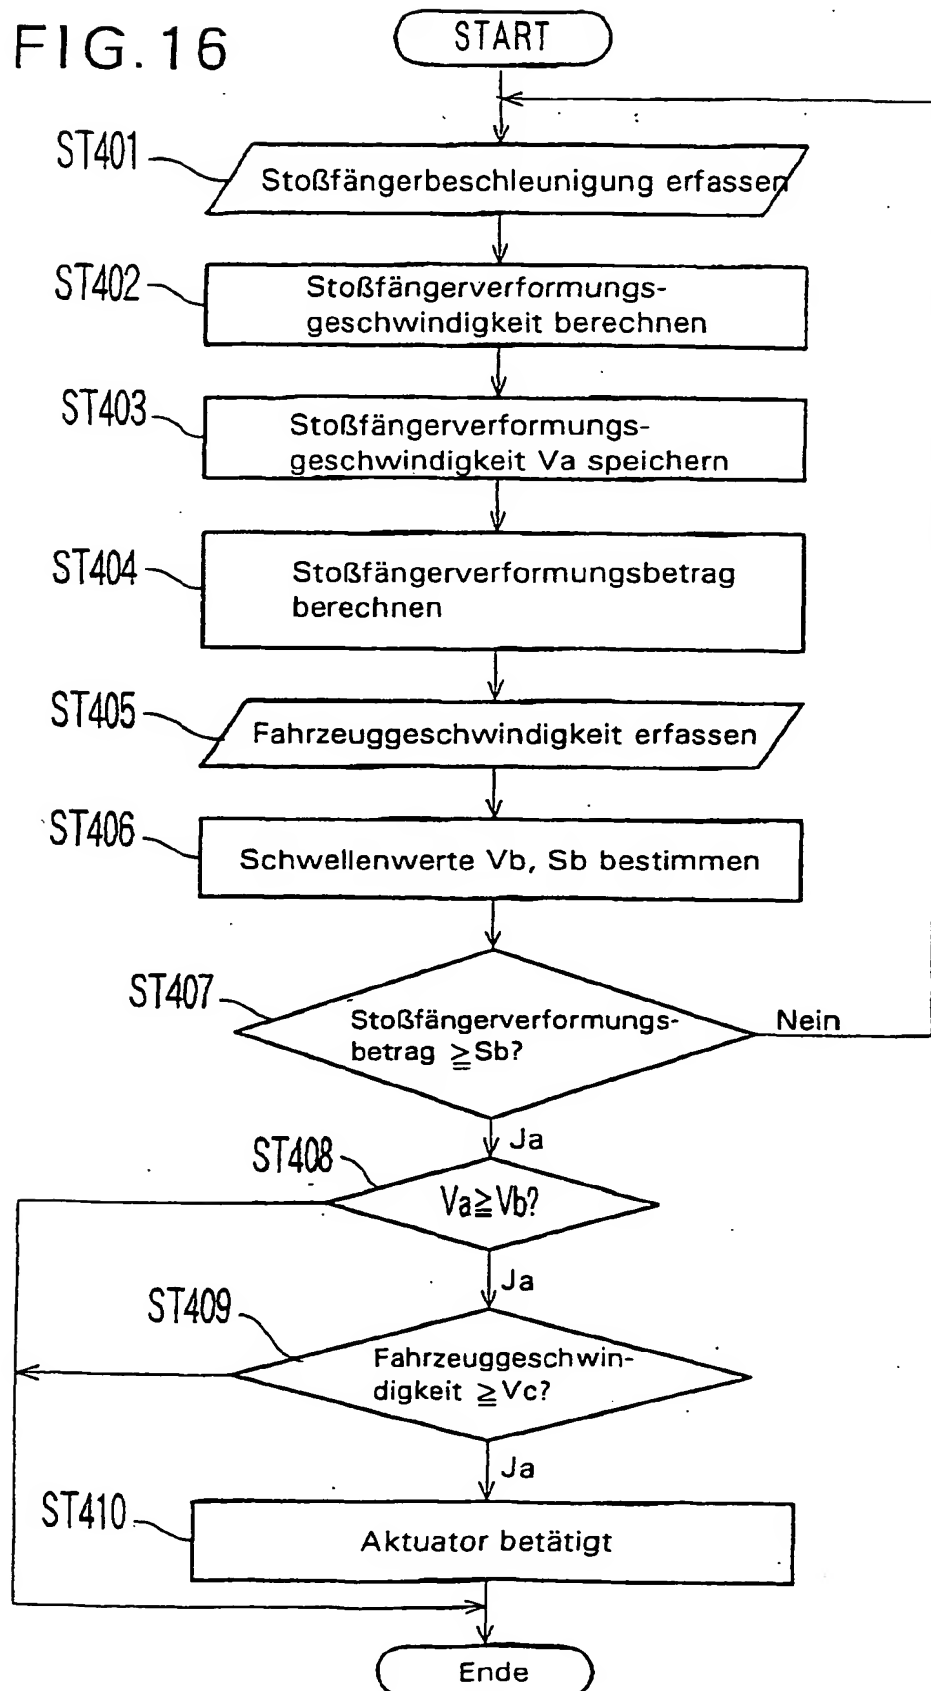 FIG.16
START
ST401
Stoßfängerbeschleunigung erfassen
ST402
Stoßfängerverformungs-
geschwindigkeit berechnen
ST403
Stoßfängerverformungs-
geschwindigkeit Va speichern
ST404
Stoßfängerverformungsbetrag
berechnen
ST405
Fahrzeuggeschwindigkeit erfassen
ST406
Schwellenwerte Vb, Sb bestimmen
ST407
Stoßfängerverformungs-
betrag ≧Sb?
Nein
Ja
ST408
Va≧Vb?
Ja
ST409
Fahrzeuggeschwin-
digkeit ≧Vc?
Ja
ST410
Aktuator betätigt
Ende